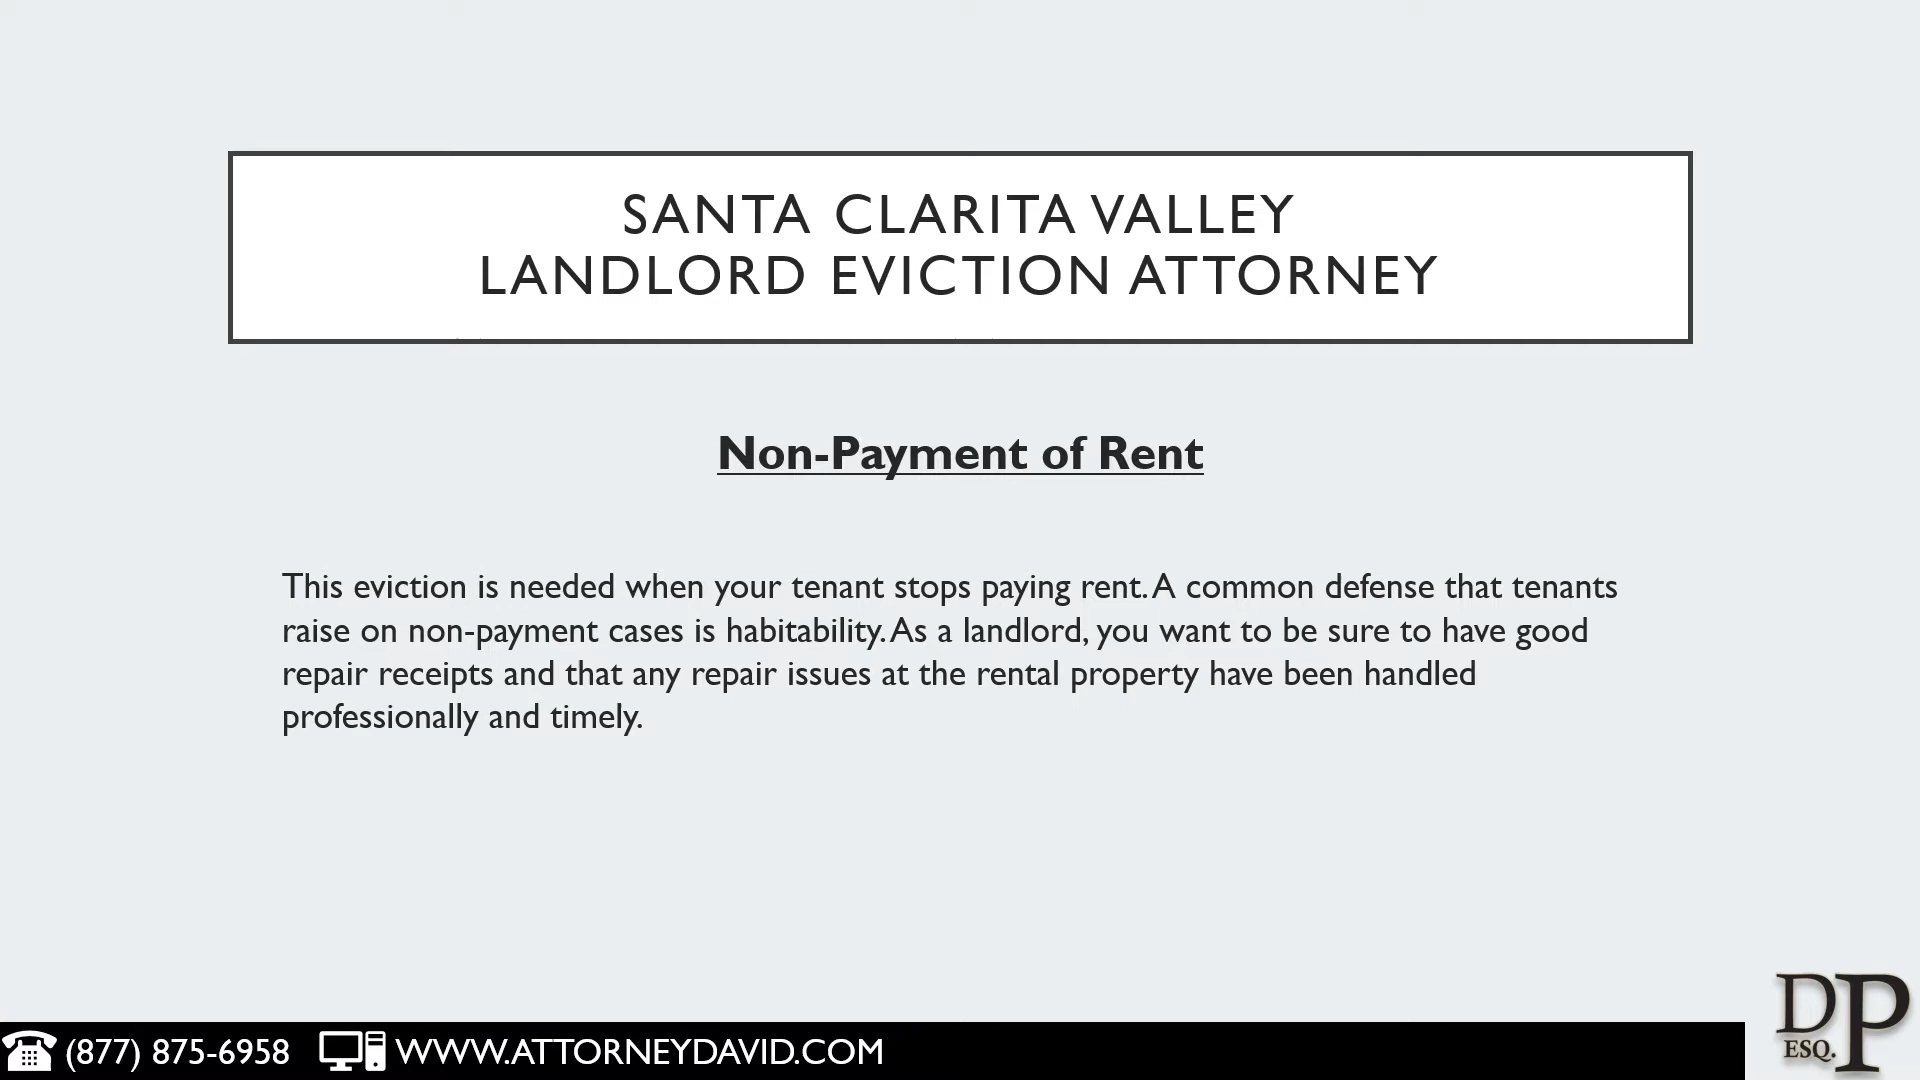 SANTA CLARITA VALLEY
LANDLORD EVICTION ATTORNEY
Non-Payment of Rent
This eviction is needed when your tenant stops paying rent. A common defense that tenants
raise on non-payment cases is habitability. As a landlord, you want to be sure to have good
repair receipts and that any repair issues at the rental property have been handled
professionally and timely.
(877) 875-6958 WWW.ATTORNEYDAVID.COM
DP
ESQ.